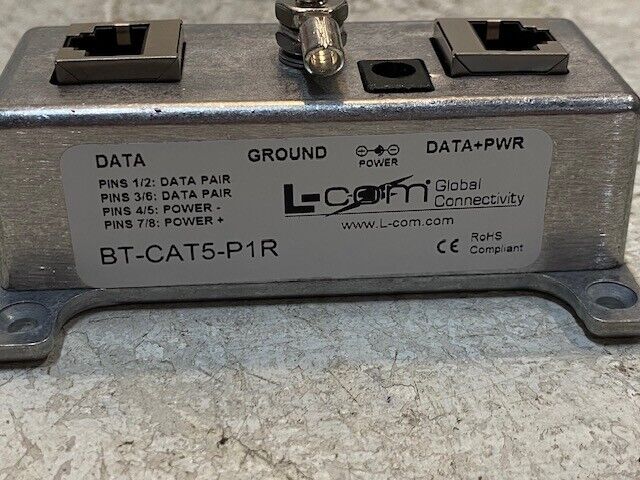 DATA GROUND POWER DATA+PWR
PINS 1/2: DATA PAIR
PINS 3/6: DATA PAIR
PINS 4/5: POWER -
PINS 7/8: POWER +
L-com Global
Connectivity
www.L-com.com
BT-CAT5-P1R
CE RoHS
Compliant